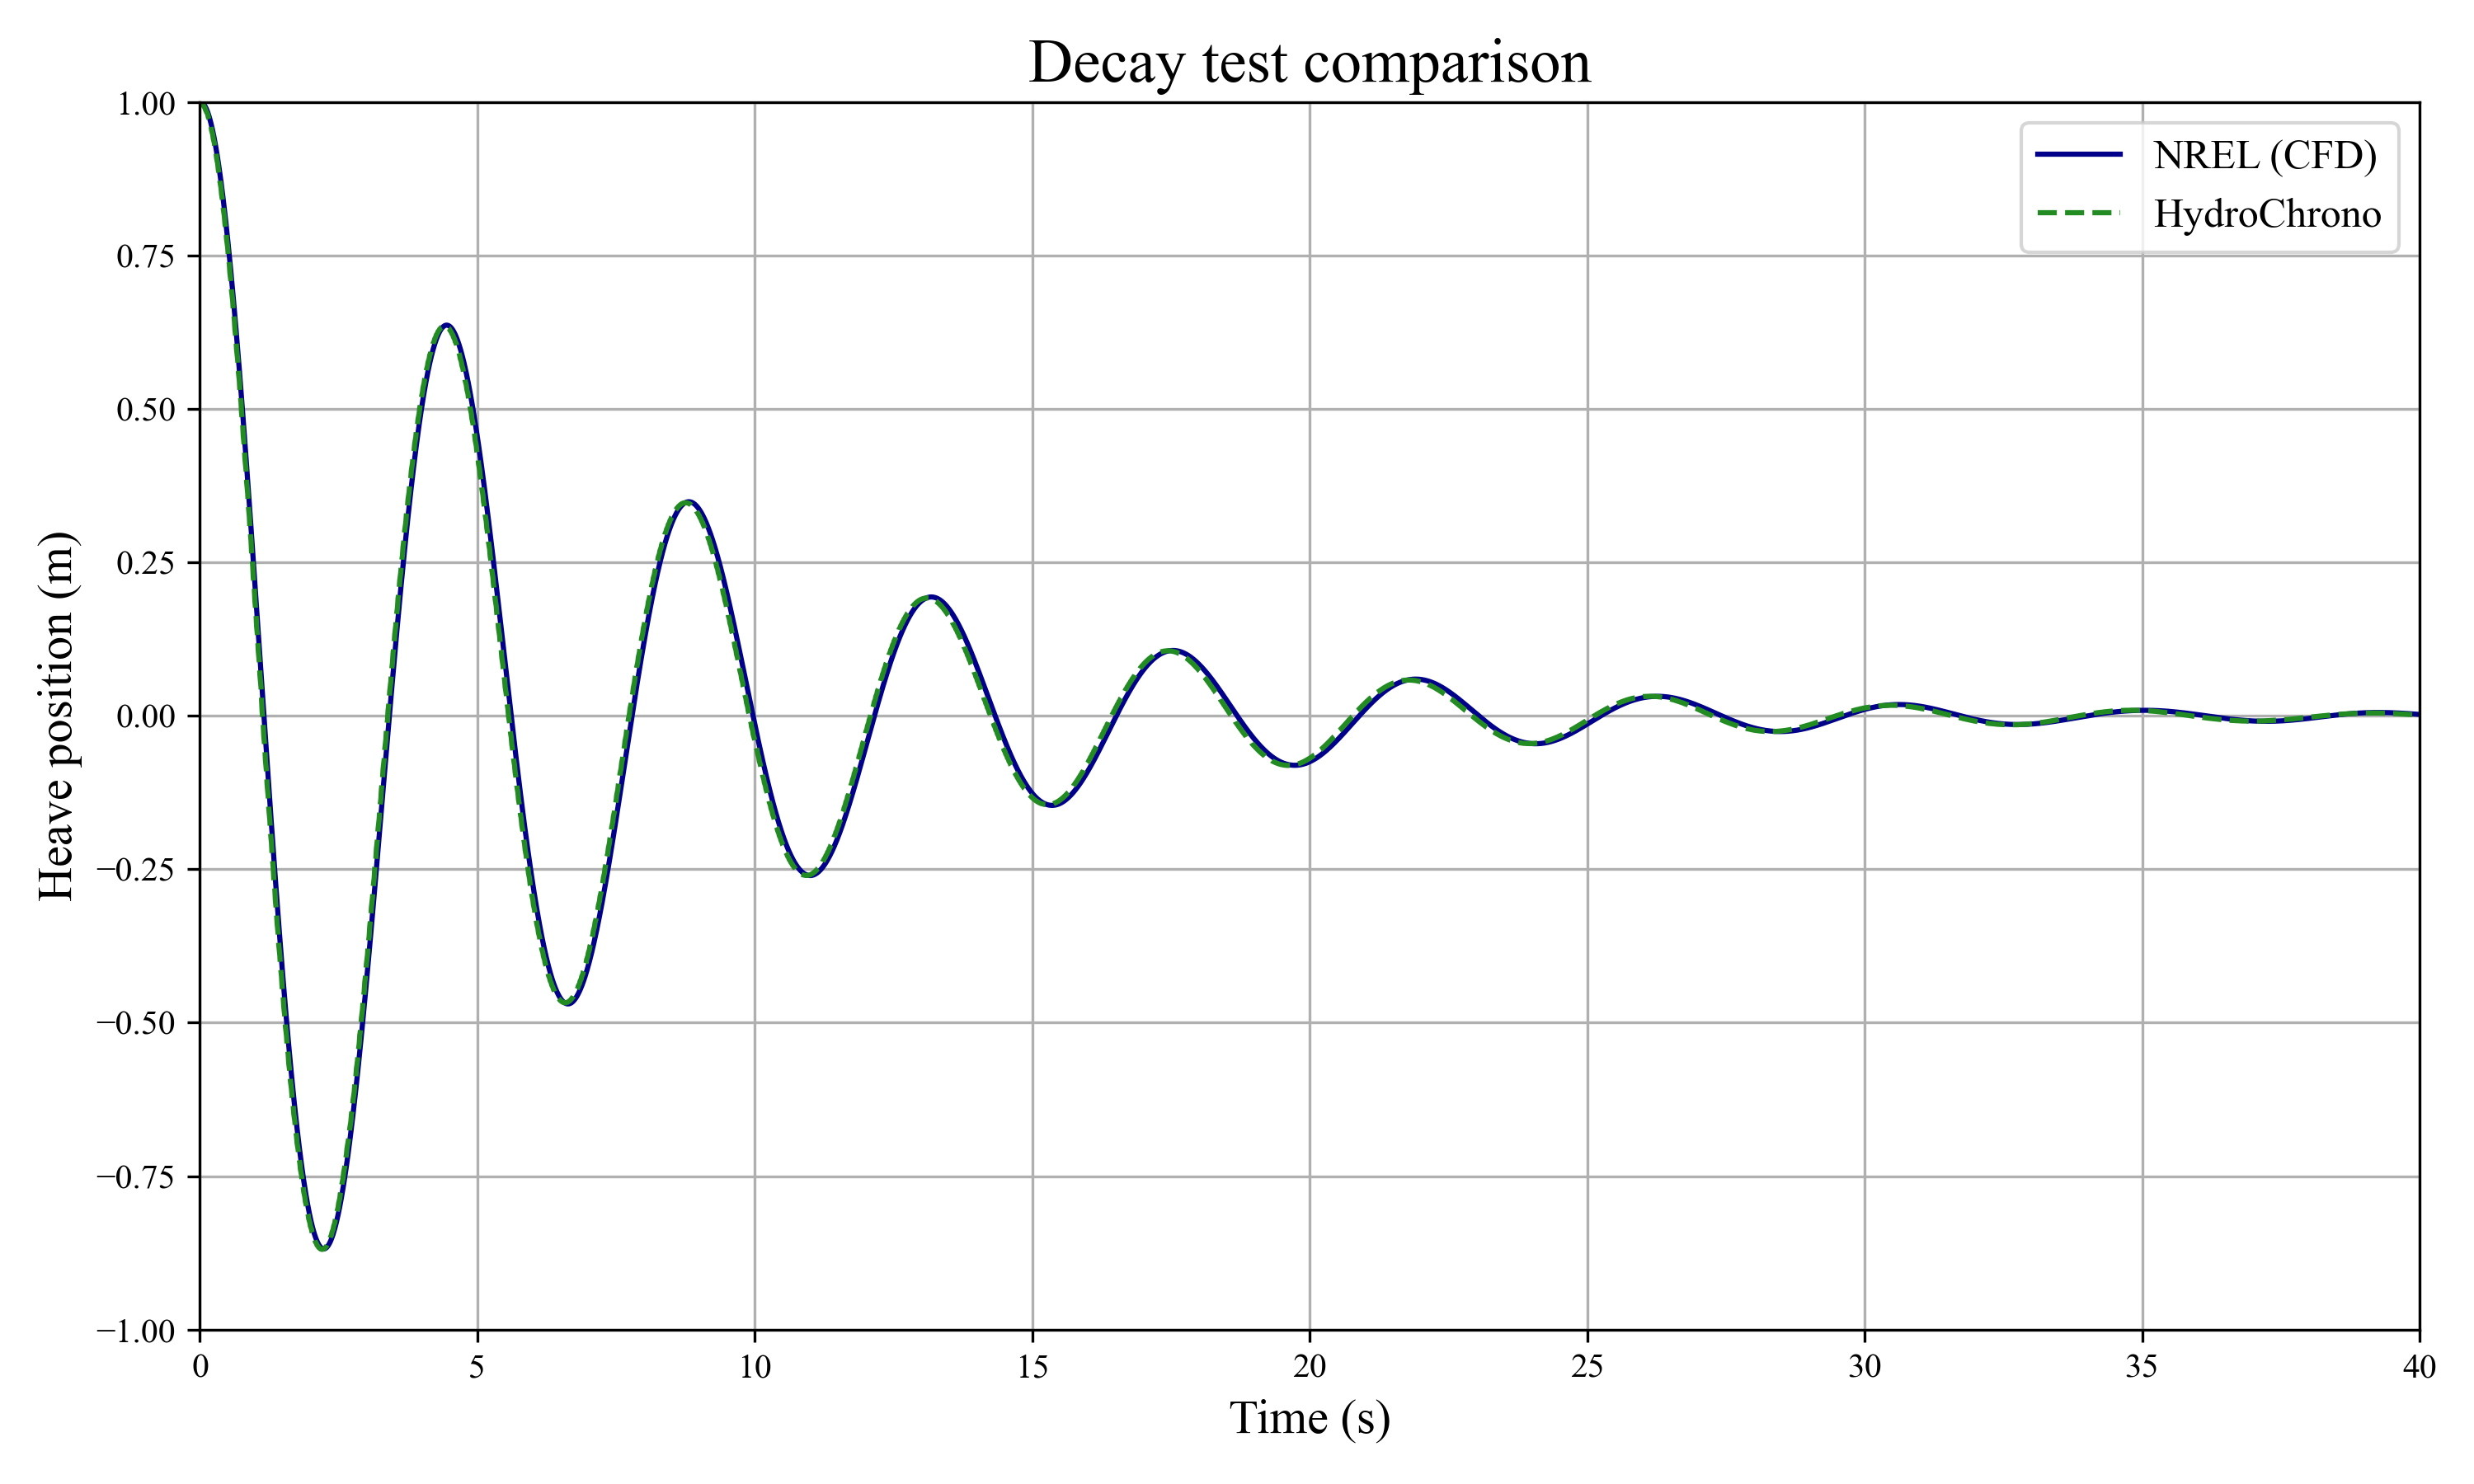 Decay test comparison
NREL (CFD)
HydroChrono
Heave position (m)
1.00
0.75
0.50
0.25
0.00
−0.25
−0.50
−0.75
−1.00
0 5 10 15 20 25 30 35 40
Time (s)